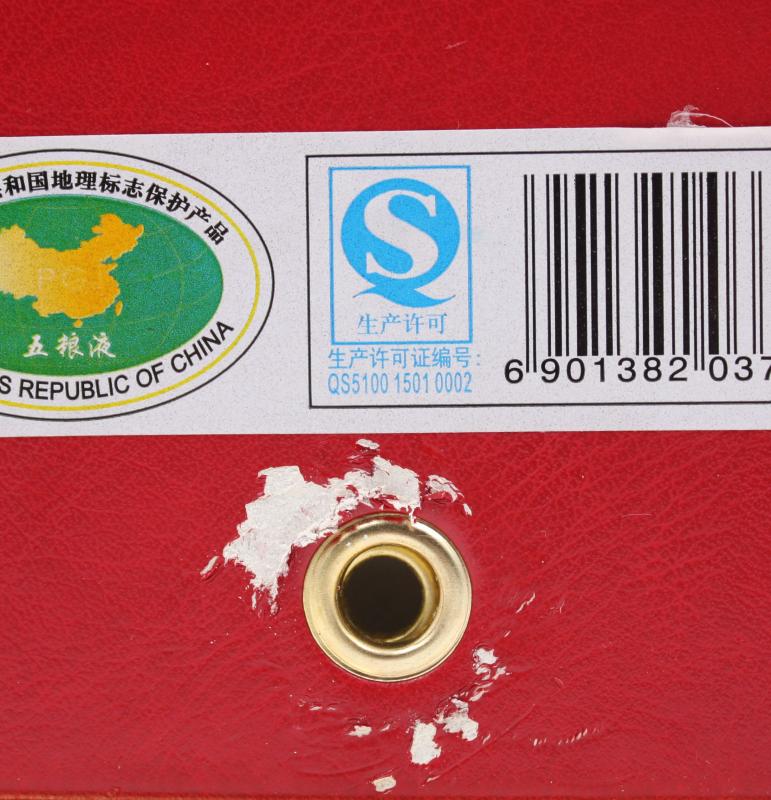 和国地理标志保护产品
PG
五粮液
S REPUBLIC OF CHINA
S
生产许可
生产许可证编号:
QS5100 1501 0002
6 901382 037